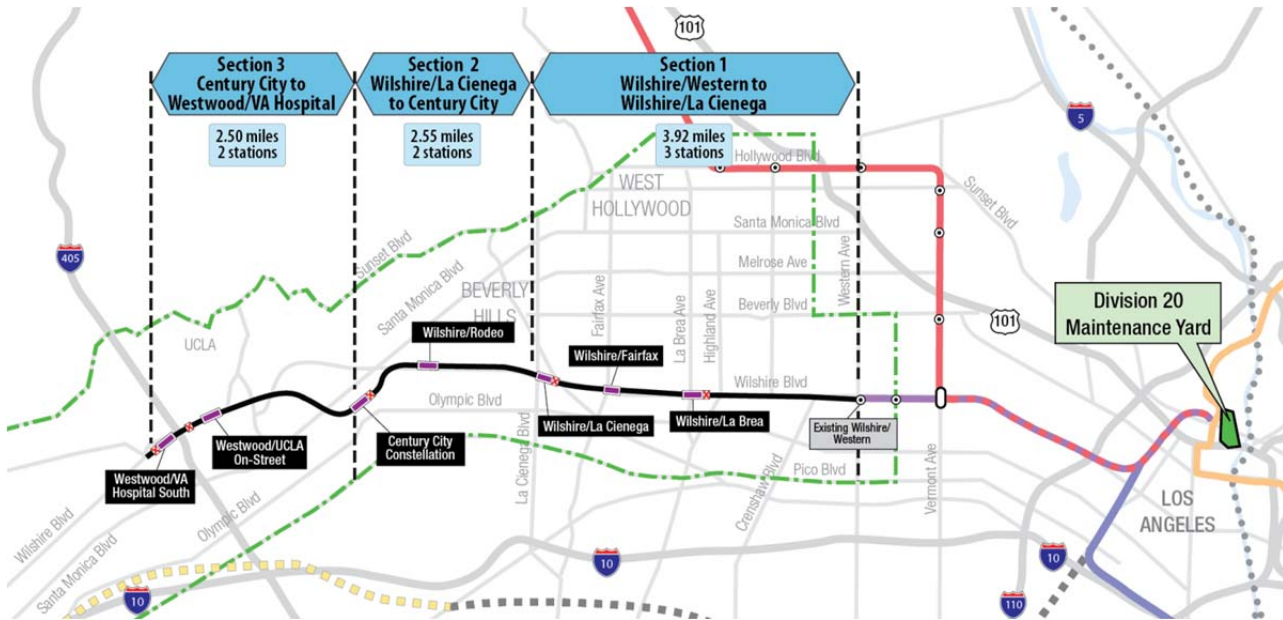 101
Section 3
Century City to
Westwood/VA Hospital
2.50 miles
2 stations
Section 2
Wilshire/La Cienega
to Century City
2.55 miles
2 stations
Section 1
Wilshire/Western to
Wilshire/La Cienega
3.92 miles
3 stations
5
Hollywood Blvd
WEST
HOLLYWOOD
Sunset Blvd
Santa Monica Blvd
405
Sunset Blvd
Santa Monica Blvd
Melrose Ave
Western Ave
BEVERLY
HILLS
Fairfax Ave
La Brea Ave
Highland Ave
Beverly Blvd
101
Division 20
Maintenance Yard
UCLA
Wilshire/Rodeo
Wilshire/Fairfax
Wilshire Blvd
Olympic Blvd
Westwood/UCLA
On-Street
Century City
Constellation
La Cienega Blvd
Wilshire/La Cienega
Wilshire/La Brea
Existing Wilshire/
Western
Vermont Ave
Westwood/VA
Hospital South
Crenshaw Blvd
Pico Blvd
LOS
ANGELES
Wilshire Blvd
Santa Monica Blvd
Olympic Blvd
10
10
10
110